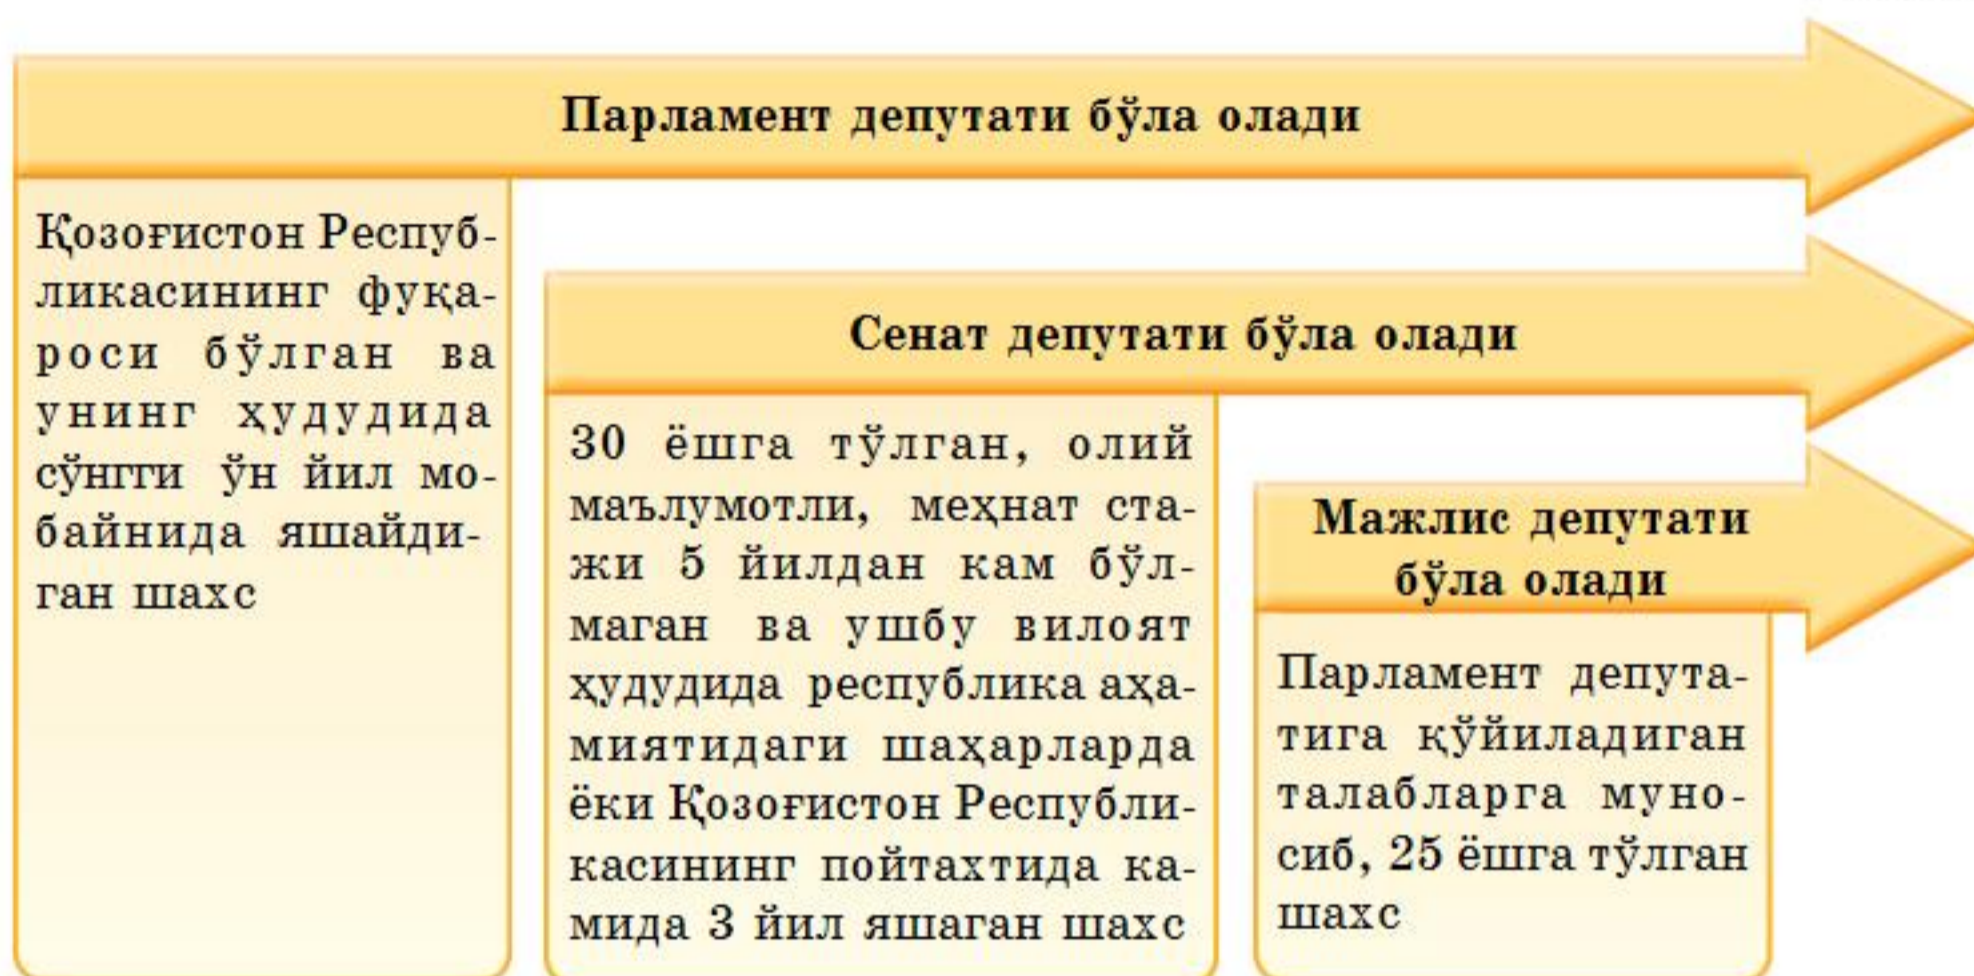 Парламент депутати бўла олади
Қозоғистон Респуб-
ликасининг фуқа-
роси бўлган ва
унинг ҳудудида
сўнгги ўн йил мо-
байнида яшайди-
ган шахс
Сенат депутати бўла олади
30 ёшга тўлган, олий
маълумотли, меҳнат ста-
жи 5 йилдан кам бўл-
маган ва ушбу вилоят
ҳудудида республика аҳа-
миятидаги шаҳарларда
ёки Қозоғистон Республи-
касининг пойтахтида ка-
мида 3 йил яшаган шахс
Мажлис депутати
бўла олади
Парламент депута-
тига қўйиладиган
талабларга муно-
сиб, 25 ёшга тўлган
шахс